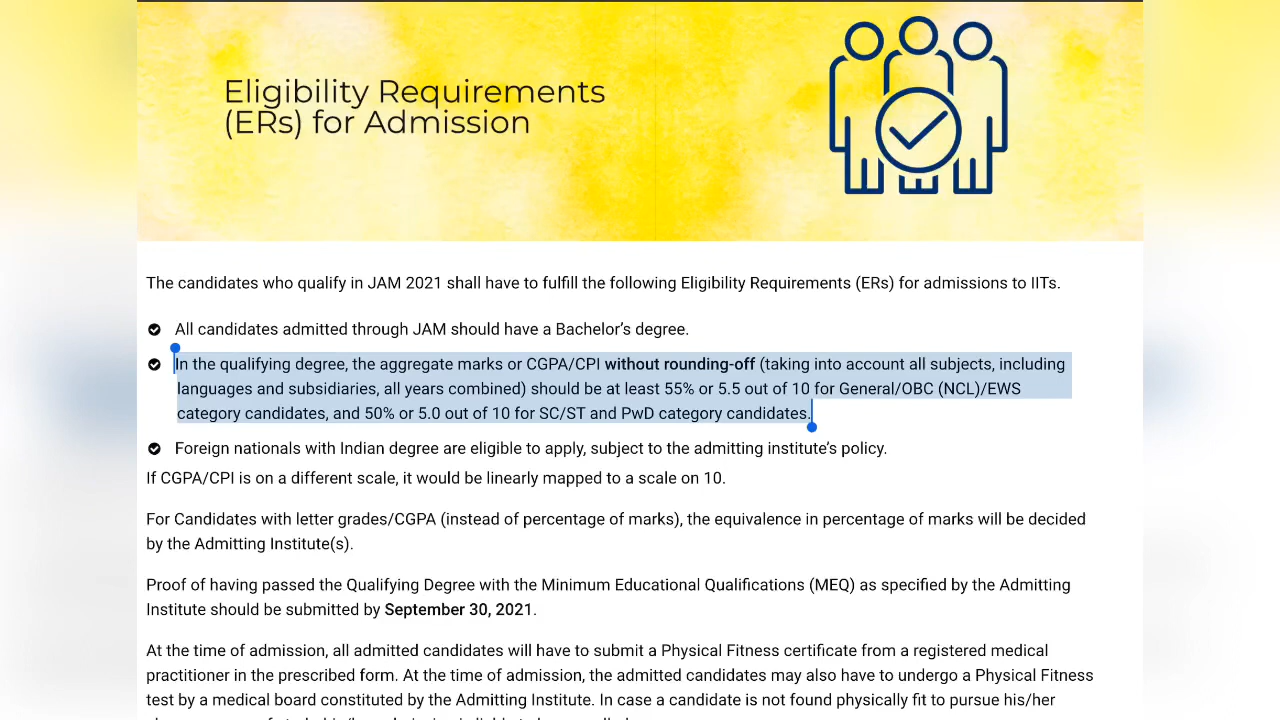 Eligibility Requirements
(ERs) for Admission
The candidates who qualify in JAM 2021 shall have to fulfill the following Eligibility Requirements (ERs) for admissions to IITs.
All candidates admitted through JAM should have a Bachelor’s degree.
In the qualifying degree, the aggregate marks or CGPA/CPI without rounding-off (taking into account all subjects, including
languages and subsidiaries, all years combined) should be at least 55% or 5.5 out of 10 for General/OBC (NCL)/EWS
category candidates, and 50% or 5.0 out of 10 for SC/ST and PwD category candidates.
Foreign nationals with Indian degree are eligible to apply, subject to the admitting institute’s policy.
If CGPA/CPI is on a different scale, it would be linearly mapped to a scale on 10.
For Candidates with letter grades/CGPA (instead of percentage of marks), the equivalence in percentage of marks will be decided
by the Admitting Institute(s).
Proof of having passed the Qualifying Degree with the Minimum Educational Qualifications (MEQ) as specified by the Admitting
Institute should be submitted by September 30, 2021.
At the time of admission, all admitted candidates will have to submit a Physical Fitness certificate from a registered medical
practitioner in the prescribed form. At the time of admission, the admitted candidates may also have to undergo a Physical Fitness
test by a medical board constituted by the Admitting Institute. In case a candidate is not found physically fit to pursue his/her